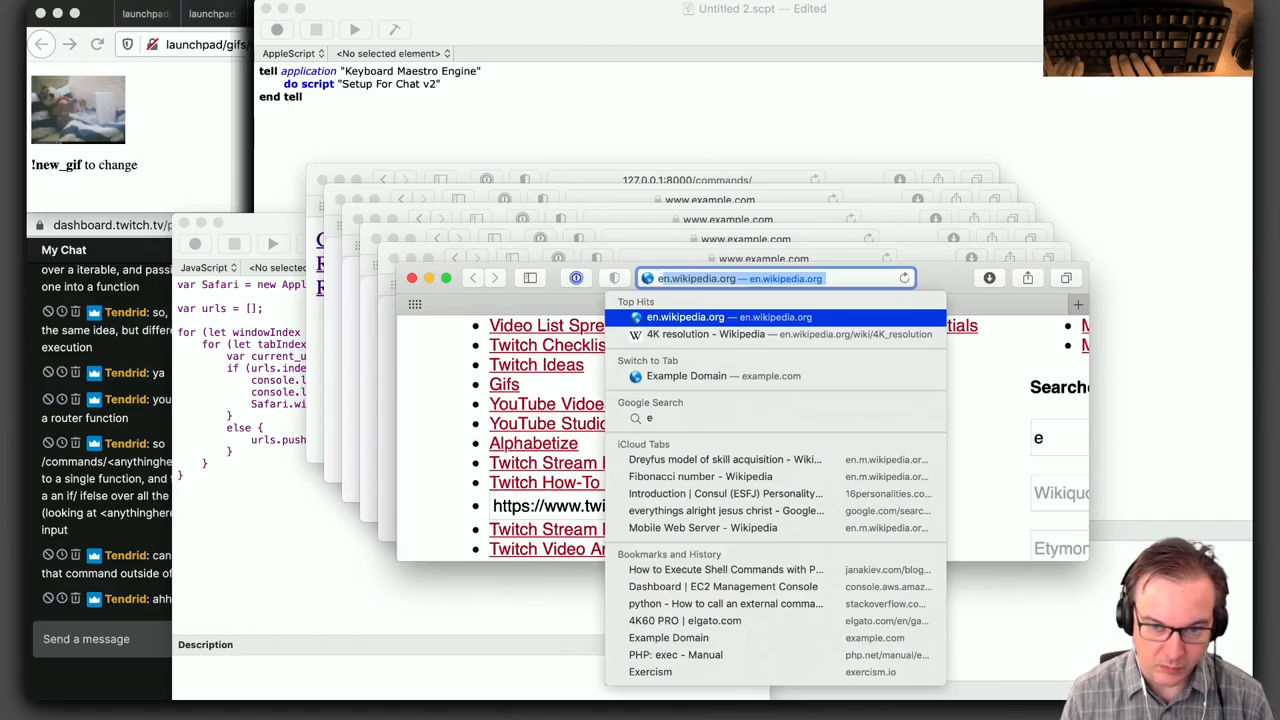 launchpad
launchpad
launchpad/gifs/
!new_gif to change
Untitled 2.scpt — Edited
AppleScript
<No selected element>
tell application "Keyboard Maestro Engine"
do script "Setup For Chat v2"
end tell
dashboard.twitch.tv/p
My Chat
over a iterable, and passi
one into a function
Tendrid: so,
the same idea, but differe
execution
Tendrid: ya
Tendrid: you
a router function
Tendrid: so
/commands/<anythinghere
to a single function, and t
a an if/ ifelse over all the
(looking at <anythinghere
input
Tendrid: can
that command outside of
Tendrid: ahh
Send a message
JavaScript
<No selected
var Safari = new Appl
var urls = [];
for (let windowIndex
for (let tabIndex
var current_u
if (urls.inde
console.l
console.l
Safari.wi
}
else {
urls.push
}
}
}
Description
127.0.0.1:8000/commands/
www.example.com
www.example.com
www.example.com
www.example.com
en.wikipedia.org — en.wikipedia.org
Top Hits
en.wikipedia.org — en.wikipedia.org
4K resolution - Wikipedia — en.wikipedia.org/wiki/4K_resolution
Switch to Tab
Example Domain — example.com
Google Search
e
iCloud Tabs
Dreyfus model of skill acquisition - Wiki... en.m.wikipedia.or...
Fibonacci number - Wikipedia en.m.wikipedia.or...
Introduction | Consul (ESFJ) Personality... 16personalities.co...
everythings alright jesus christ - Google... google.com/searc...
Mobile Web Server - Wikipedia en.m.wikipedia.or...
Bookmarks and History
How to Execute Shell Commands with P... janakiev.com/blog...
Dashboard | EC2 Management Console console.aws.amaz...
python - How to call an external comma... stackoverflow.co...
4K60 PRO | elgato.com elgato.com/en/ga...
Example Domain example.com
PHP: exec - Manual php.net/manual/e...
Exercism exercism.io
Video List Spre
Twitch Checklis
Twitch Ideas
Gifs
YouTube Vidoe
YouTube Studio
Alphabetize
Twitch Stream
Twitch How-To
https://www.twi
Twitch Stream
Twitch Video Ar
ntials
Searche
e
Wikiquo
Etymon